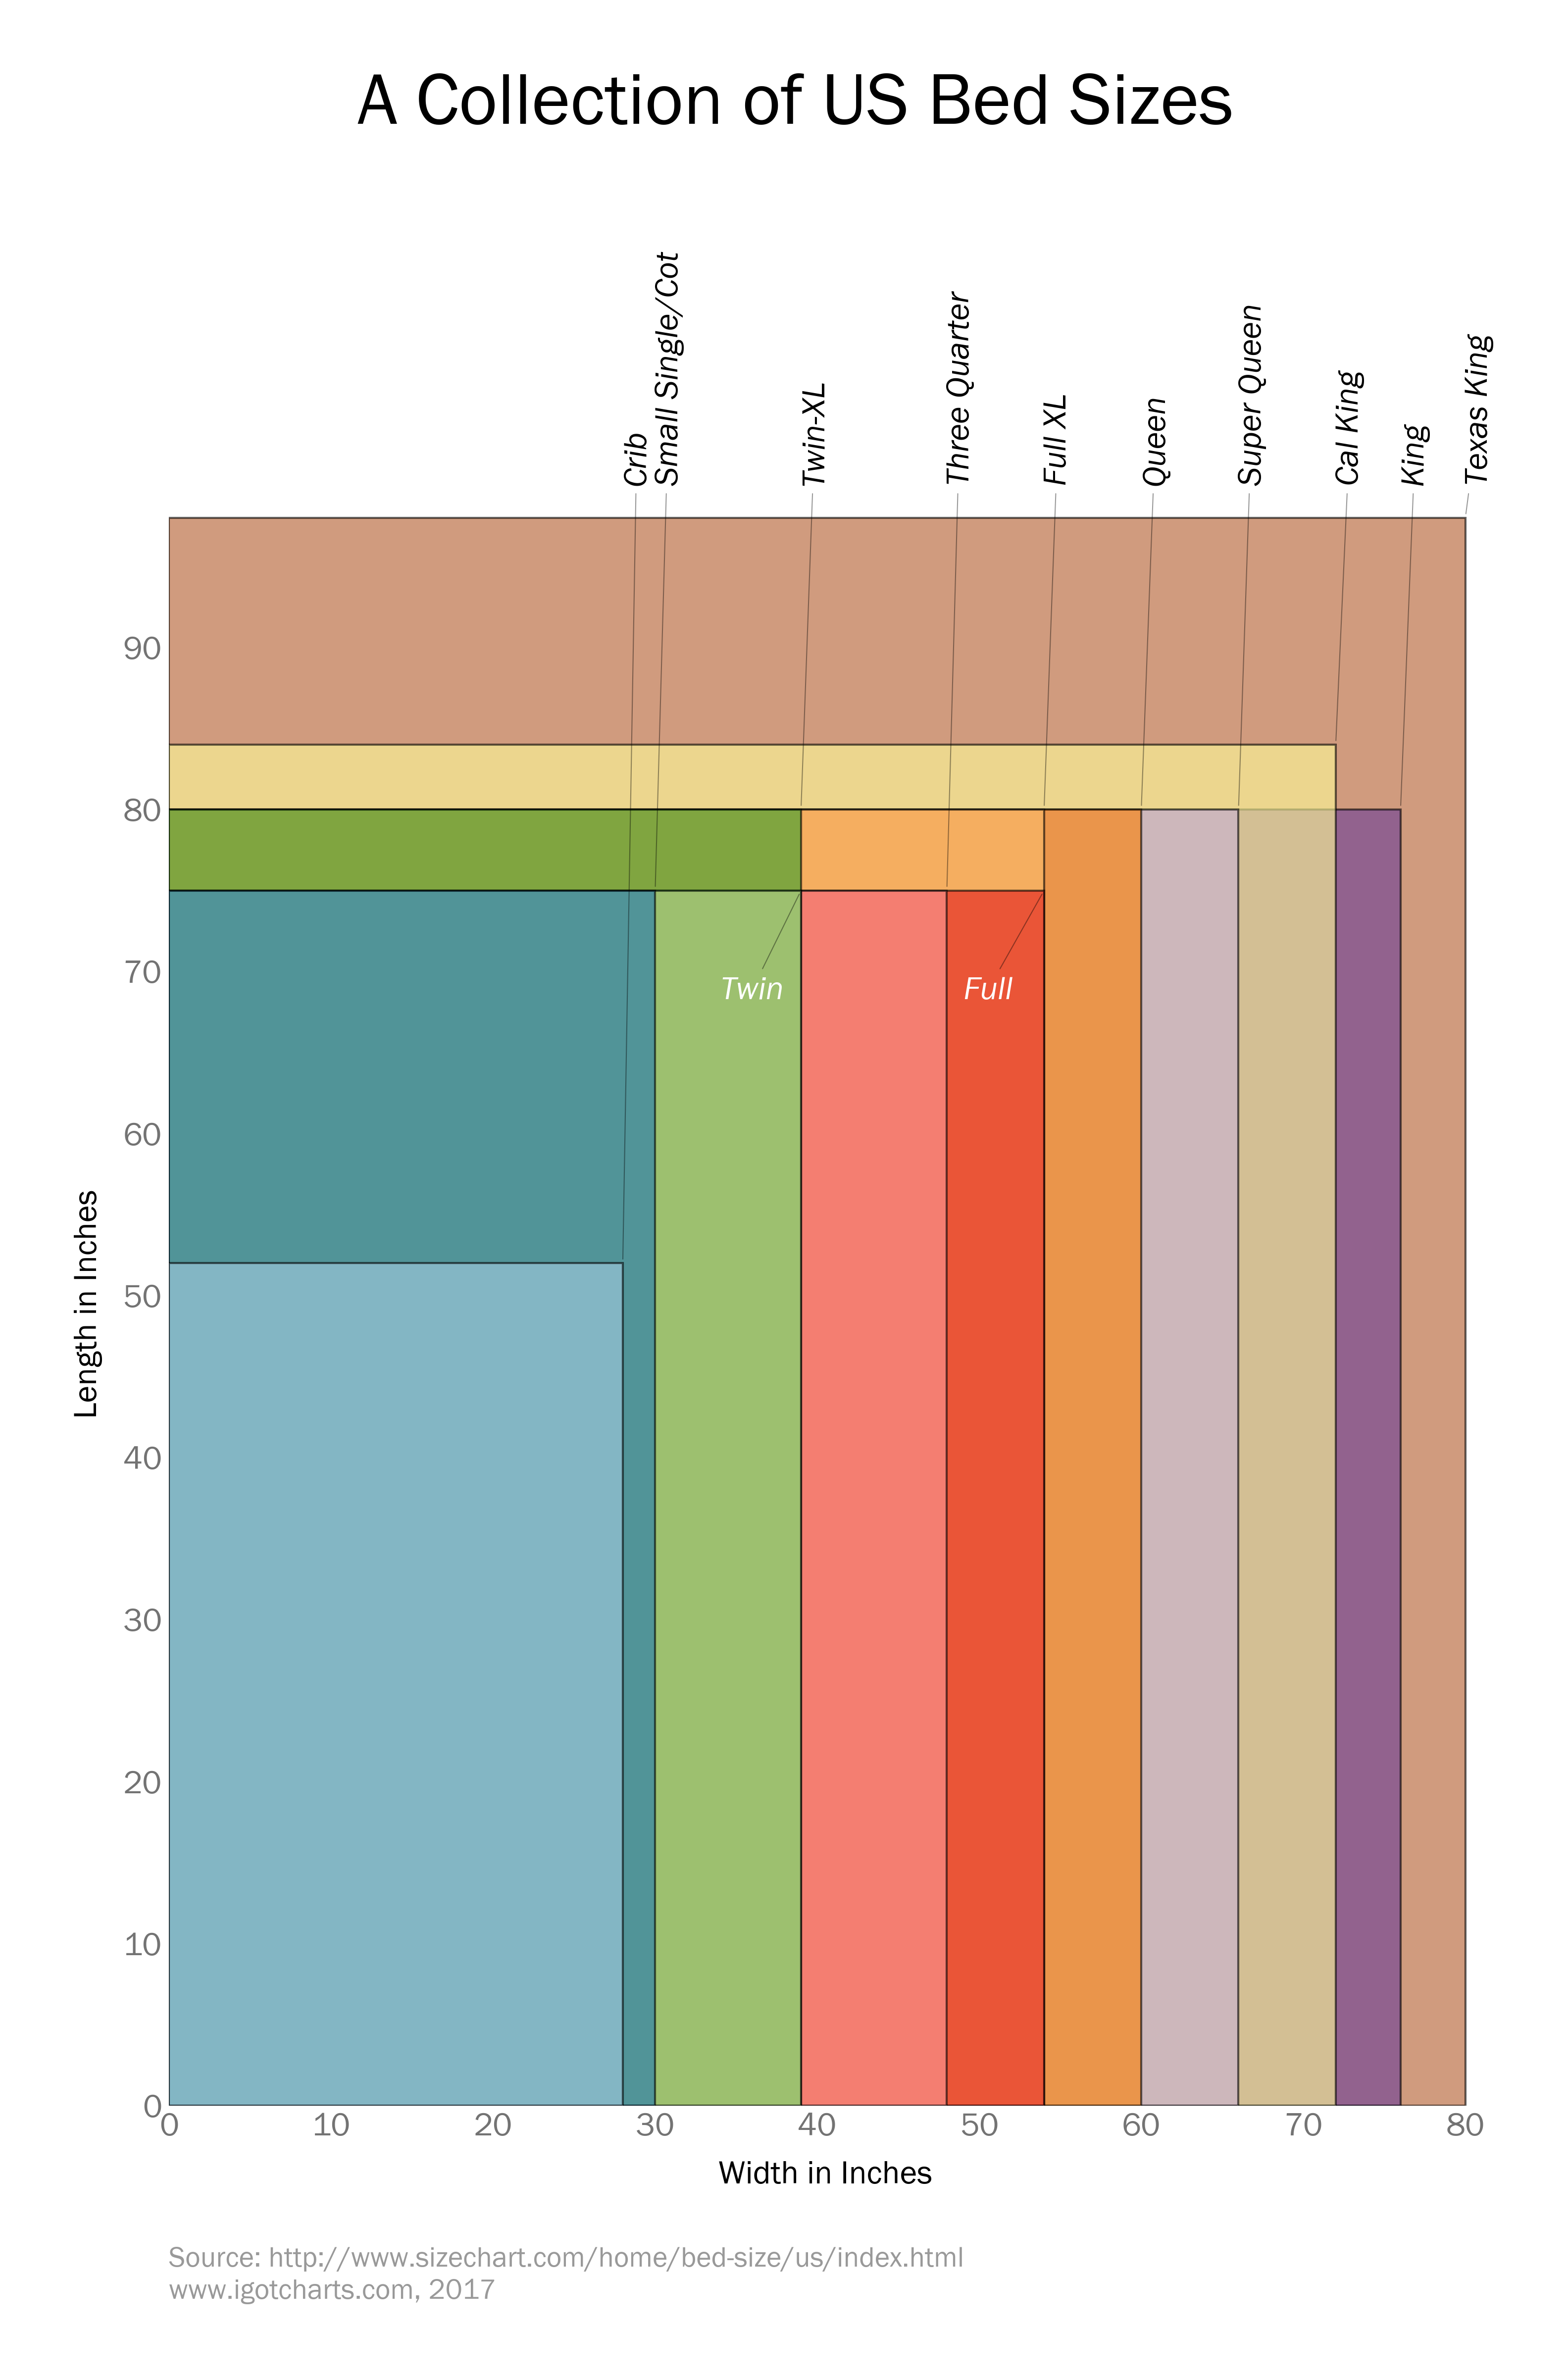 A Collection of US Bed Sizes
Crib
Small Single/Cot
Twin-XL
Three Quarter
Full XL
Queen
Super Queen
Cal King
King
Texas King
90
80
70
Twin
Full
60
50
40
30
20
10
0
Length in Inches
0 10 20 30 40 50 60 70 80
Width in Inches
Source: http://www.sizechart.com/home/bed-size/us/index.html
www.igotcharts.com, 2017